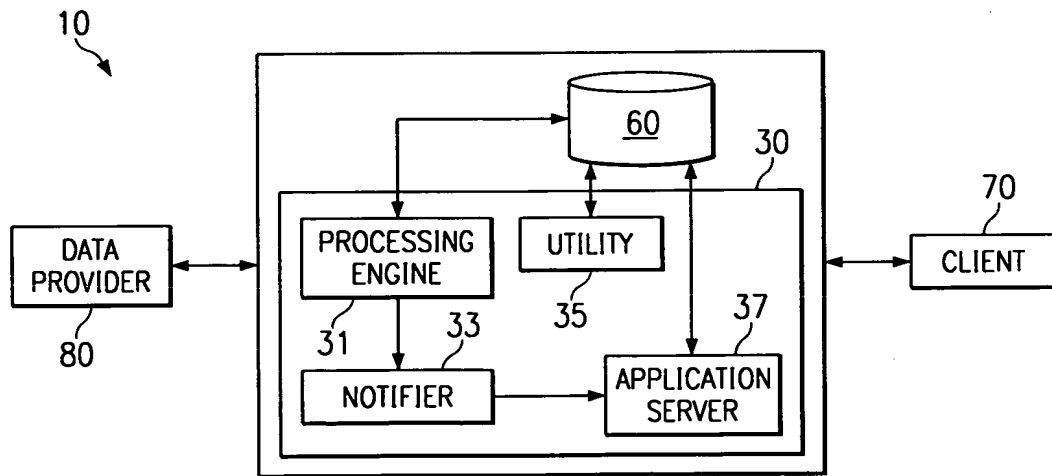 10
60
30
70
DATA
PROVIDER
80
PROCESSING
ENGINE
31
UTILITY
35
CLIENT
33
37
NOTIFIER
APPLICATION
SERVER